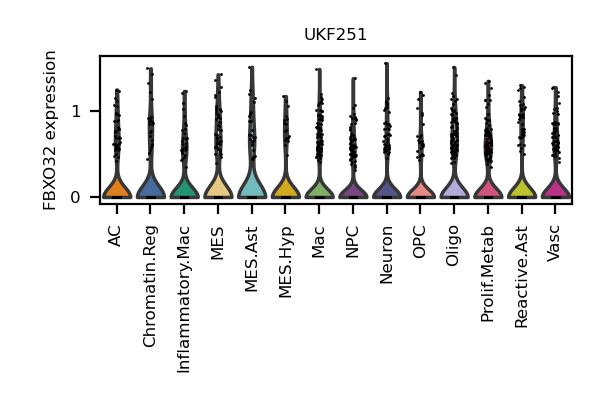 UKF251
FBXO32 expression
1
0
AC
Chromatin.Reg
Inflammatory.Mac
MES
MES.Ast
MES.Hyp
Mac
NPC
Neuron
OPC
Oligo
Prolif.Metab
Reactive.Ast
Vasc